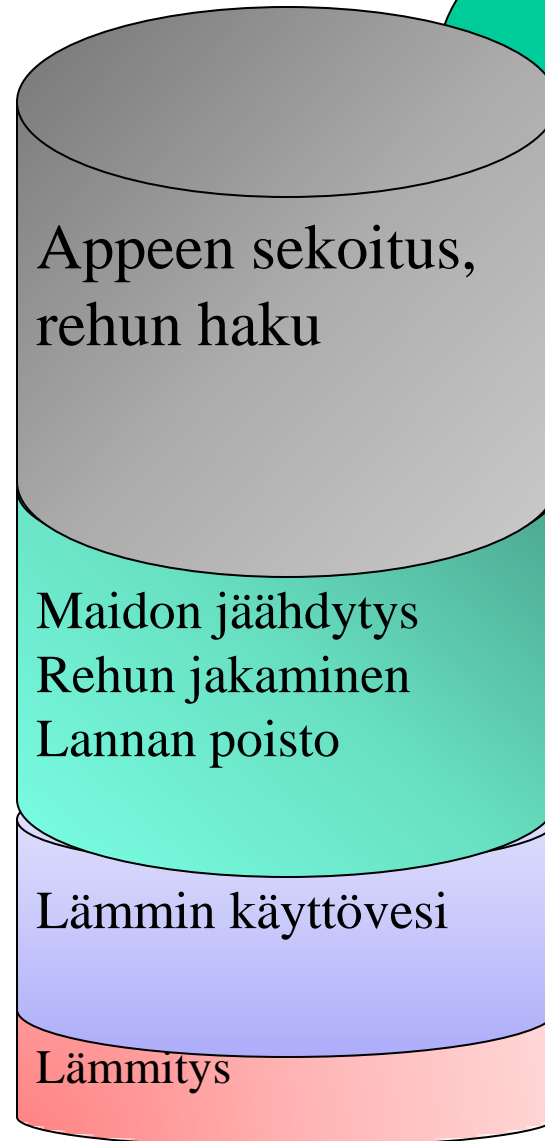 Appeen sekoitus,
rehun haku
Maidon jäähdytys
Rehun jakaminen
Lannan poisto
Lämmin käyttövesi
Lämmitys